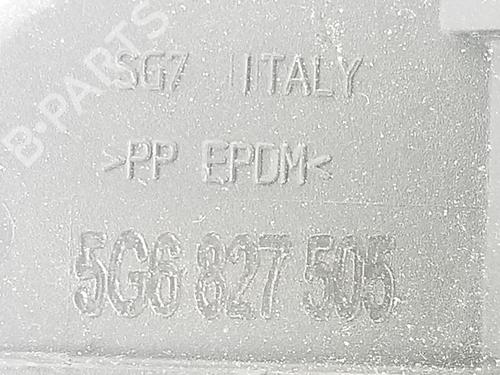 B-PARTS
SG7 ITALY
>PP EPDM<
5G6 827 505